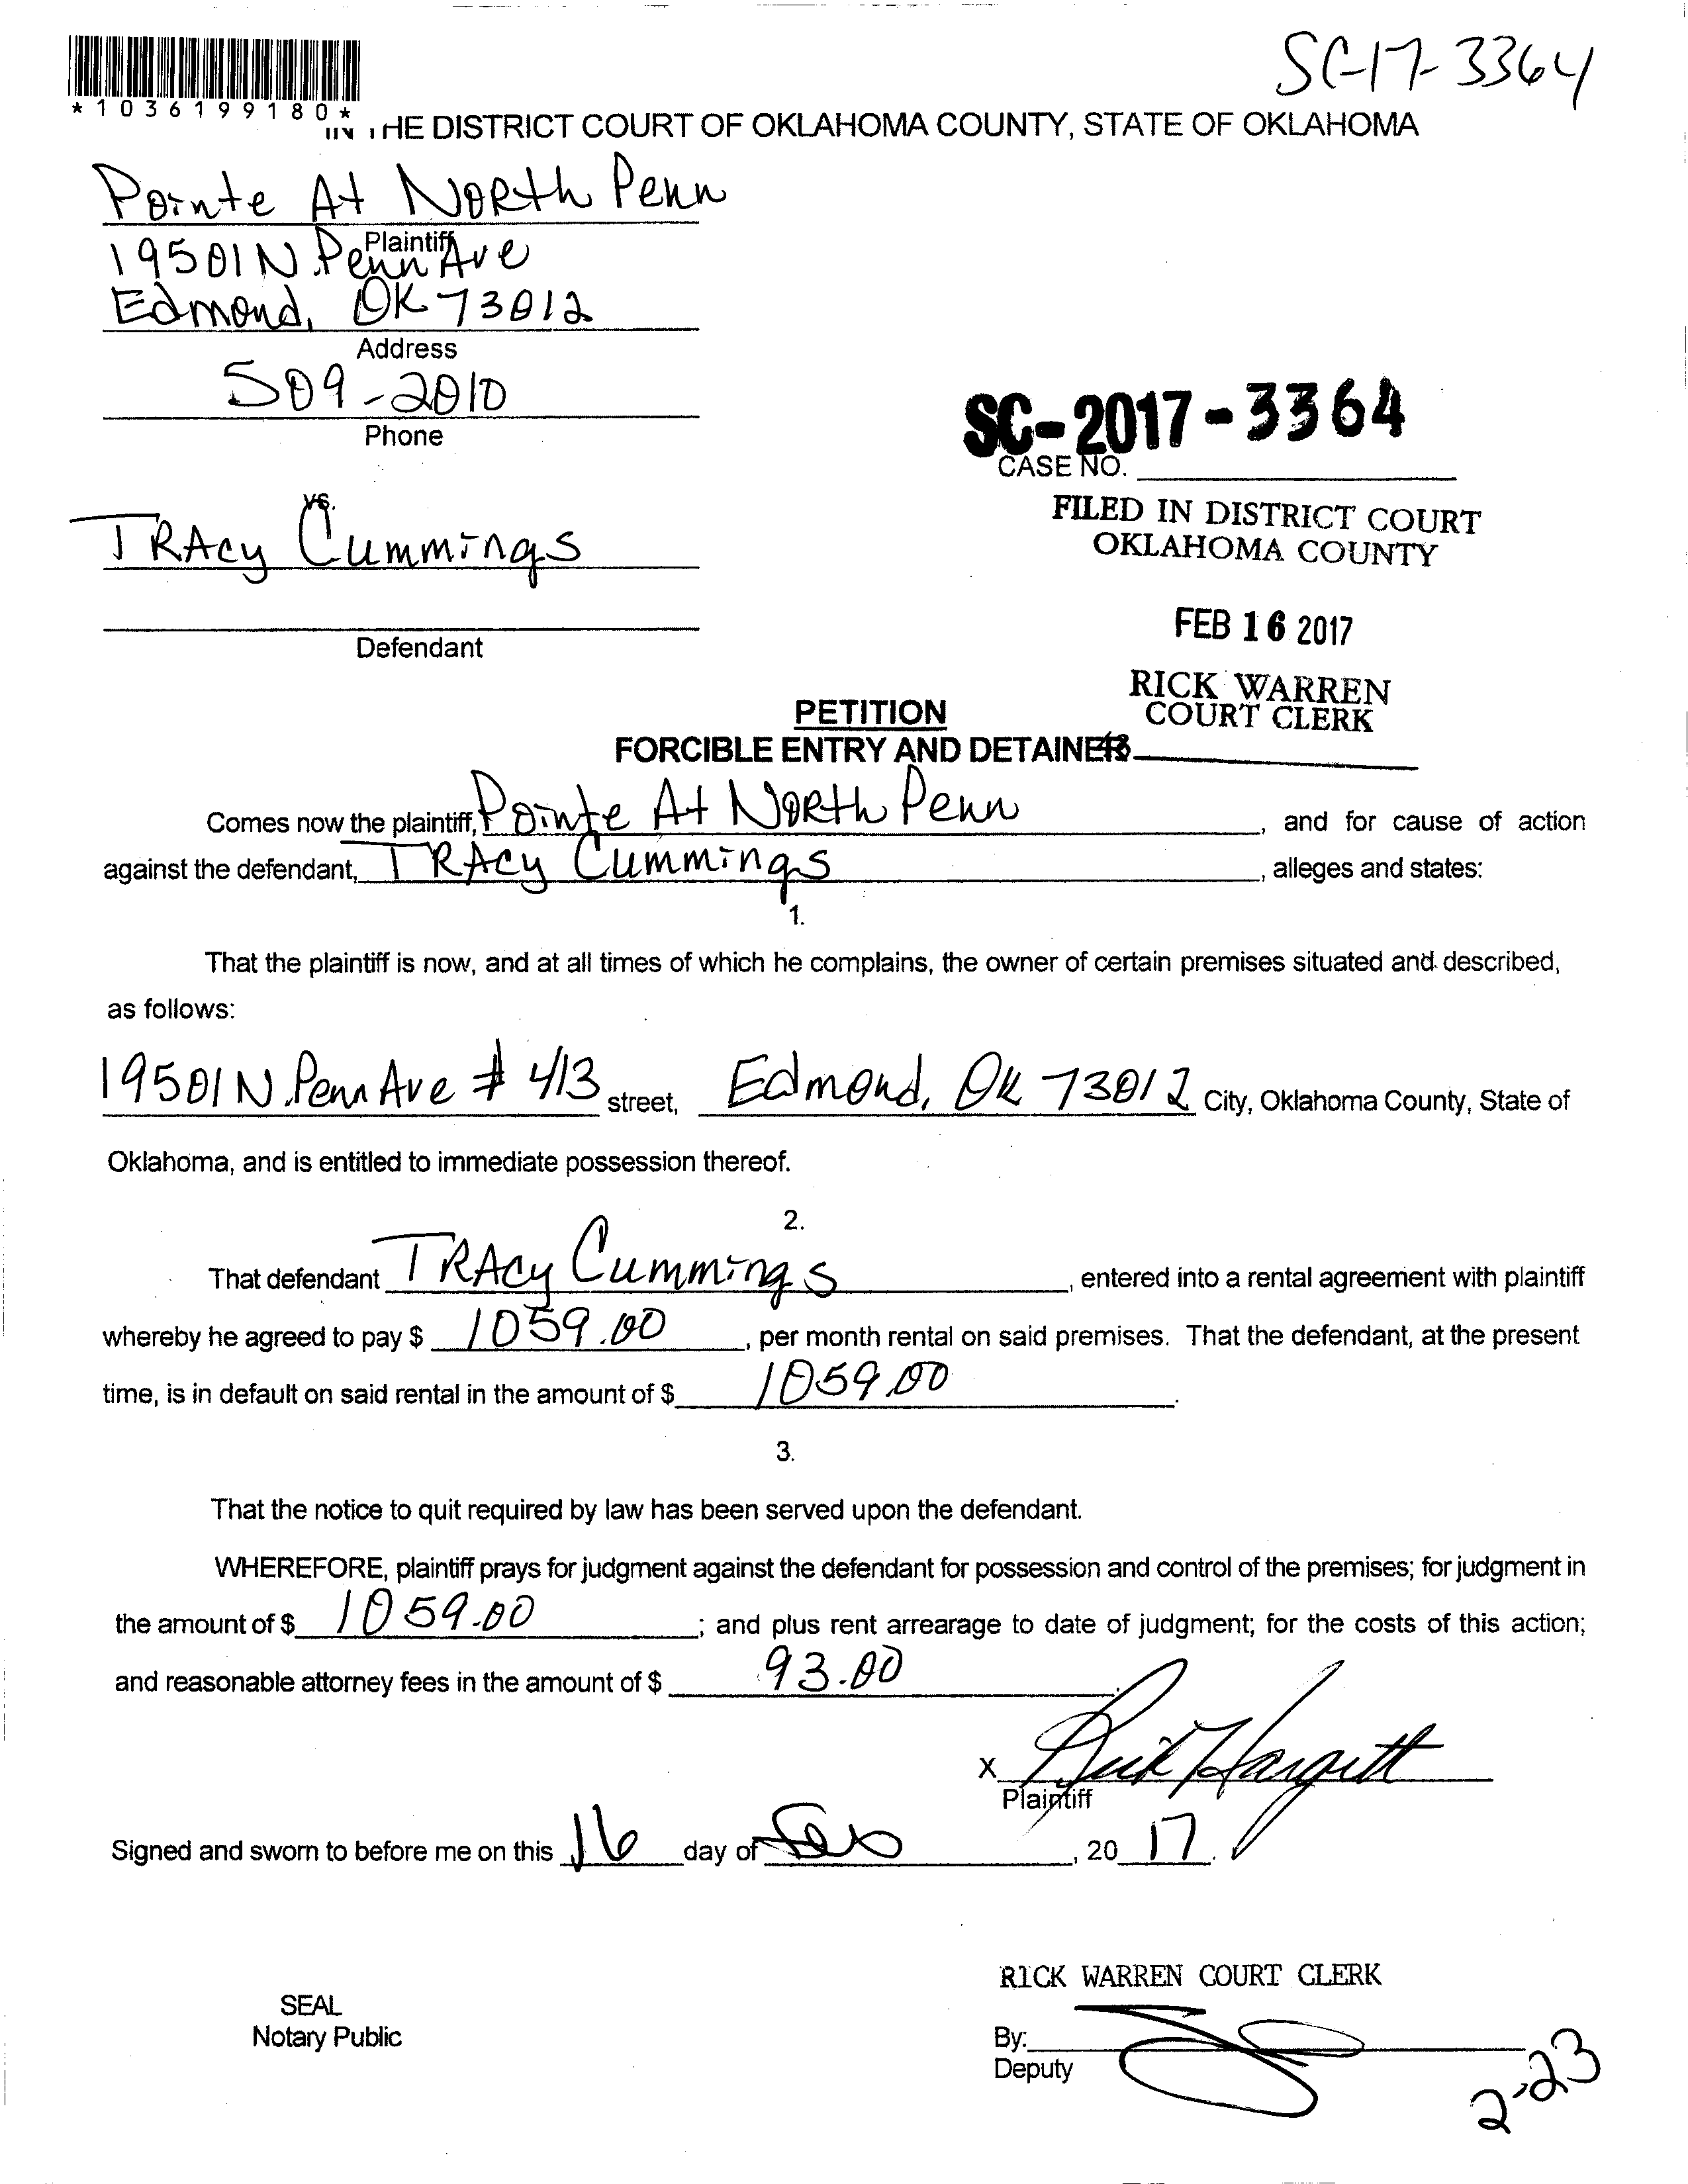 SC-17-3364
*1036199180*
IN THE DISTRICT COURT OF OKLAHOMA COUNTY, STATE OF OKLAHOMA
Pointe At North Penn
Plaintiff
19501 N. Penn Ave
Edmond, OK 73012
Address
509-2010
Phone
SC-2017-3364
CASE NO.
vs.
FILED IN DISTRICT COURT
OKLAHOMA COUNTY
TRAcy Cummings
FEB 16 2017
Defendant
RICK WARREN
COURT CLERK
PETITION
FORCIBLE ENTRY AND DETAINER
Comes now the plaintiff, Pointe At North Penn, and for cause of action
against the defendant, TRAcy Cummings, alleges and states:
1.
That the plaintiff is now, and at all times of which he complains, the owner of certain premises situated and described,
as follows:
19501 N. Penn Ave # 413 street, Edmond, OK 73012 City, Oklahoma County, State of
Oklahoma, and is entitled to immediate possession thereof.
2.
That defendant TRAcy Cummings, entered into a rental agreement with plaintiff
whereby he agreed to pay $ 1059.00, per month rental on said premises. That the defendant, at the present
time, is in default on said rental in the amount of $ 1059.00.
3.
That the notice to quit required by law has been served upon the defendant.
WHEREFORE, plaintiff prays for judgment against the defendant for possession and control of the premises; for judgment in
the amount of $ 1059.00; and plus rent arrearage to date of judgment; for the costs of this action;
and reasonable attorney fees in the amount of $ 93.00.
X Rick Hargett
Plaintiff
Signed and sworn to before me on this 16 day of Feb, 2017.
RICK WARREN COURT CLERK
SEAL
Notary Public
By:
Deputy
2-23